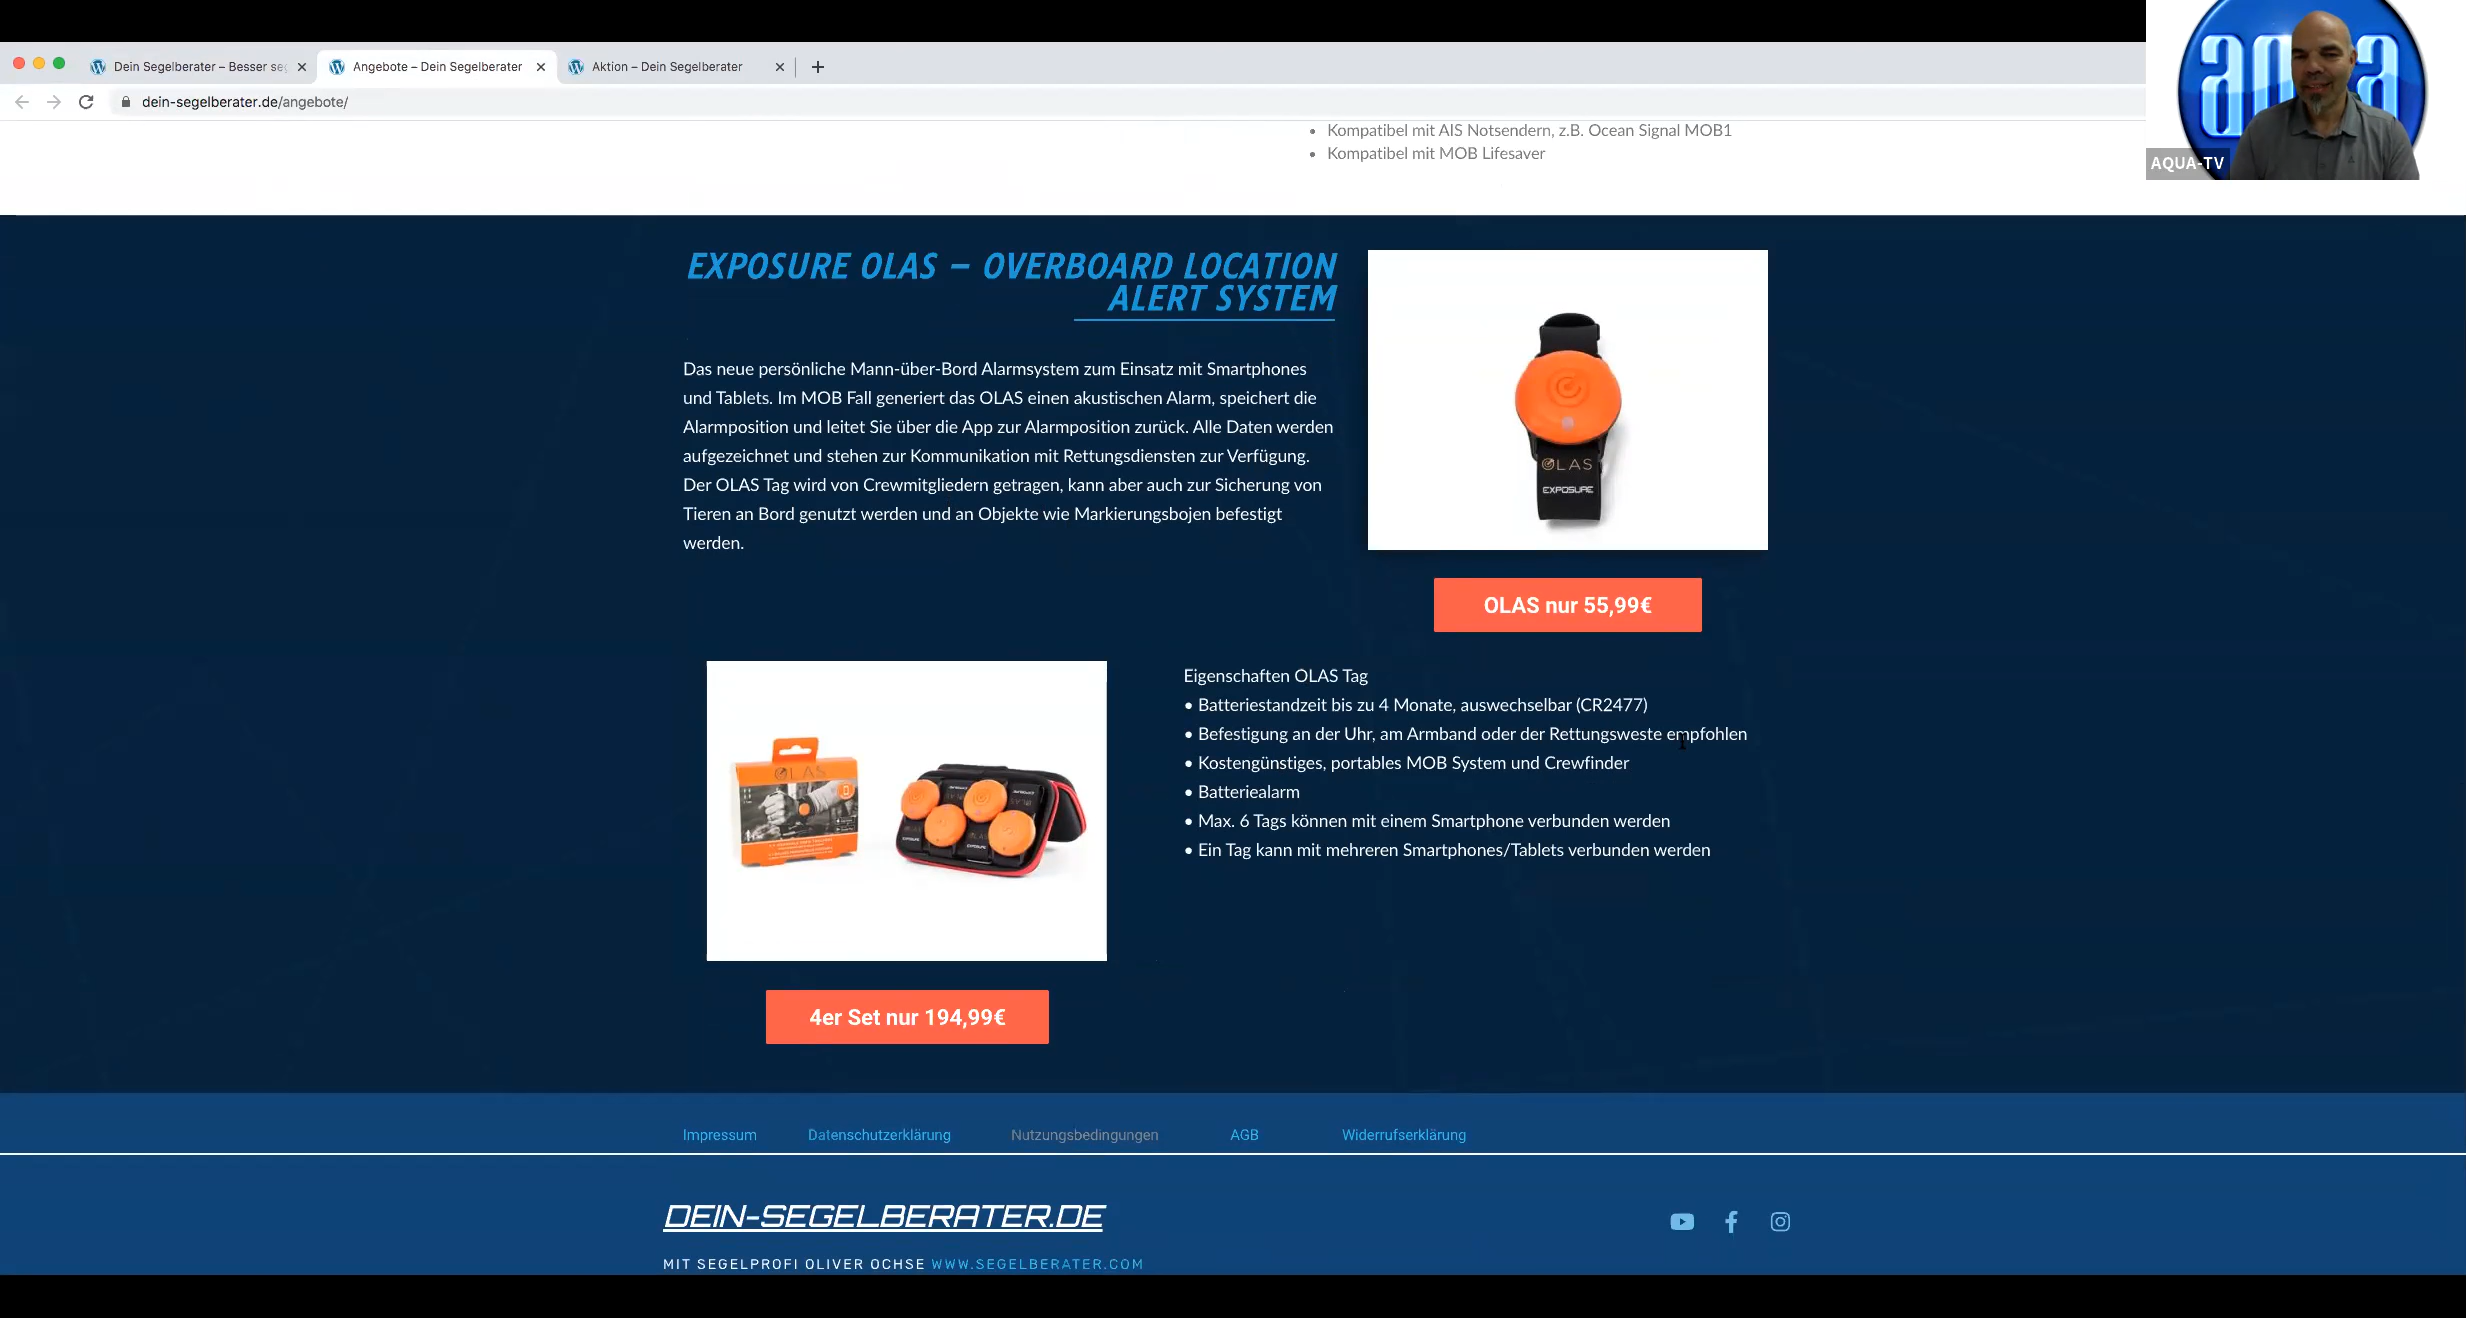 Dein Segelberater – Besser se
Angebote – Dein Segelberater
Aktion – Dein Segelberater
dein-segelberater.de/angebote/
aqua
AQUA-TV
• Kompatibel mit AIS Notsendern, z.B. Ocean Signal MOB1
• Kompatibel mit MOB Lifesaver
EXPOSURE OLAS – OVERBOARD LOCATION
ALERT SYSTEM
Das neue persönliche Mann-über-Bord Alarmsystem zum Einsatz mit Smartphones
und Tablets. Im MOB Fall generiert das OLAS einen akustischen Alarm, speichert die
Alarmposition und leitet Sie über die App zur Alarmposition zurück. Alle Daten werden
aufgezeichnet und stehen zur Kommunikation mit Rettungsdiensten zur Verfügung.
Der OLAS Tag wird von Crewmitgliedern getragen, kann aber auch zur Sicherung von
Tieren an Bord genutzt werden und an Objekte wie Markierungsbojen befestigt
werden.
OLAS
EXPOSURE
OLAS nur 55,99€
OLAS
Eigenschaften OLAS Tag
• Batteriestandzeit bis zu 4 Monate, auswechselbar (CR2477)
• Befestigung an der Uhr, am Armband oder der Rettungsweste empfohlen
• Kostengünstiges, portables MOB System und Crewfinder
• Batteriealarm
• Max. 6 Tags können mit einem Smartphone verbunden werden
• Ein Tag kann mit mehreren Smartphones/Tablets verbunden werden
4er Set nur 194,99€
Impressum
Datenschutzerklärung
Nutzungsbedingungen
AGB
Widerrufserklärung
DEIN-SEGELBERATER.DE
MIT SEGELPROFI OLIVER OCHSE WWW.SEGELBERATER.COM